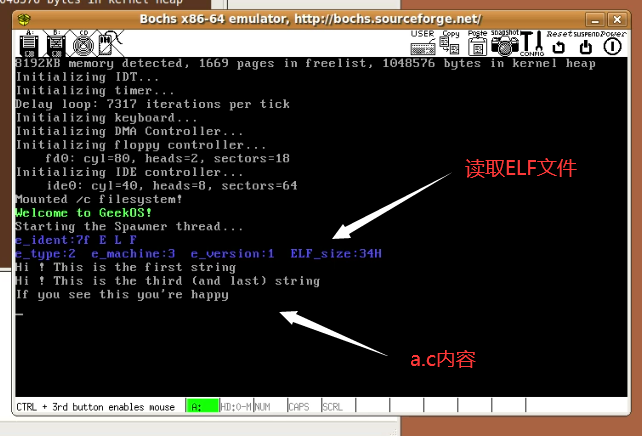 048576 bytes in kernel heap
Bochs x86-64 emulator, http://bochs.sourceforge.net/
A: B: CD USER Copy Paste Snapshot CONFIG Reset SUSPEND Power
8192KB memory detected, 1669 pages in freelist, 1048576 bytes in kernel heap
Initializing IDT...
Initializing timer...
Delay loop: 7317 iterations per tick
Initializing keyboard...
Initializing DMA Controller...
Initializing floppy controller...
fd0: cyl=80, heads=2, sectors=18
Initializing IDE controller...
ide0: cyl=40, heads=8, sectors=64
Mounted /c filesystem!
Welcome to GeekOS!
Starting the Spawner thread...
e_ident:7f E L F
e_type:2 e_machine:3 e_version:1 ELF_size:34H
Hi ! This is the first string
Hi ! This is the third (and last) string
If you see this you're happy
_
读取ELF文件
a.c内容
CTRL + 3rd button enables mouse A: HD:0-M NUM CAPS SCRL